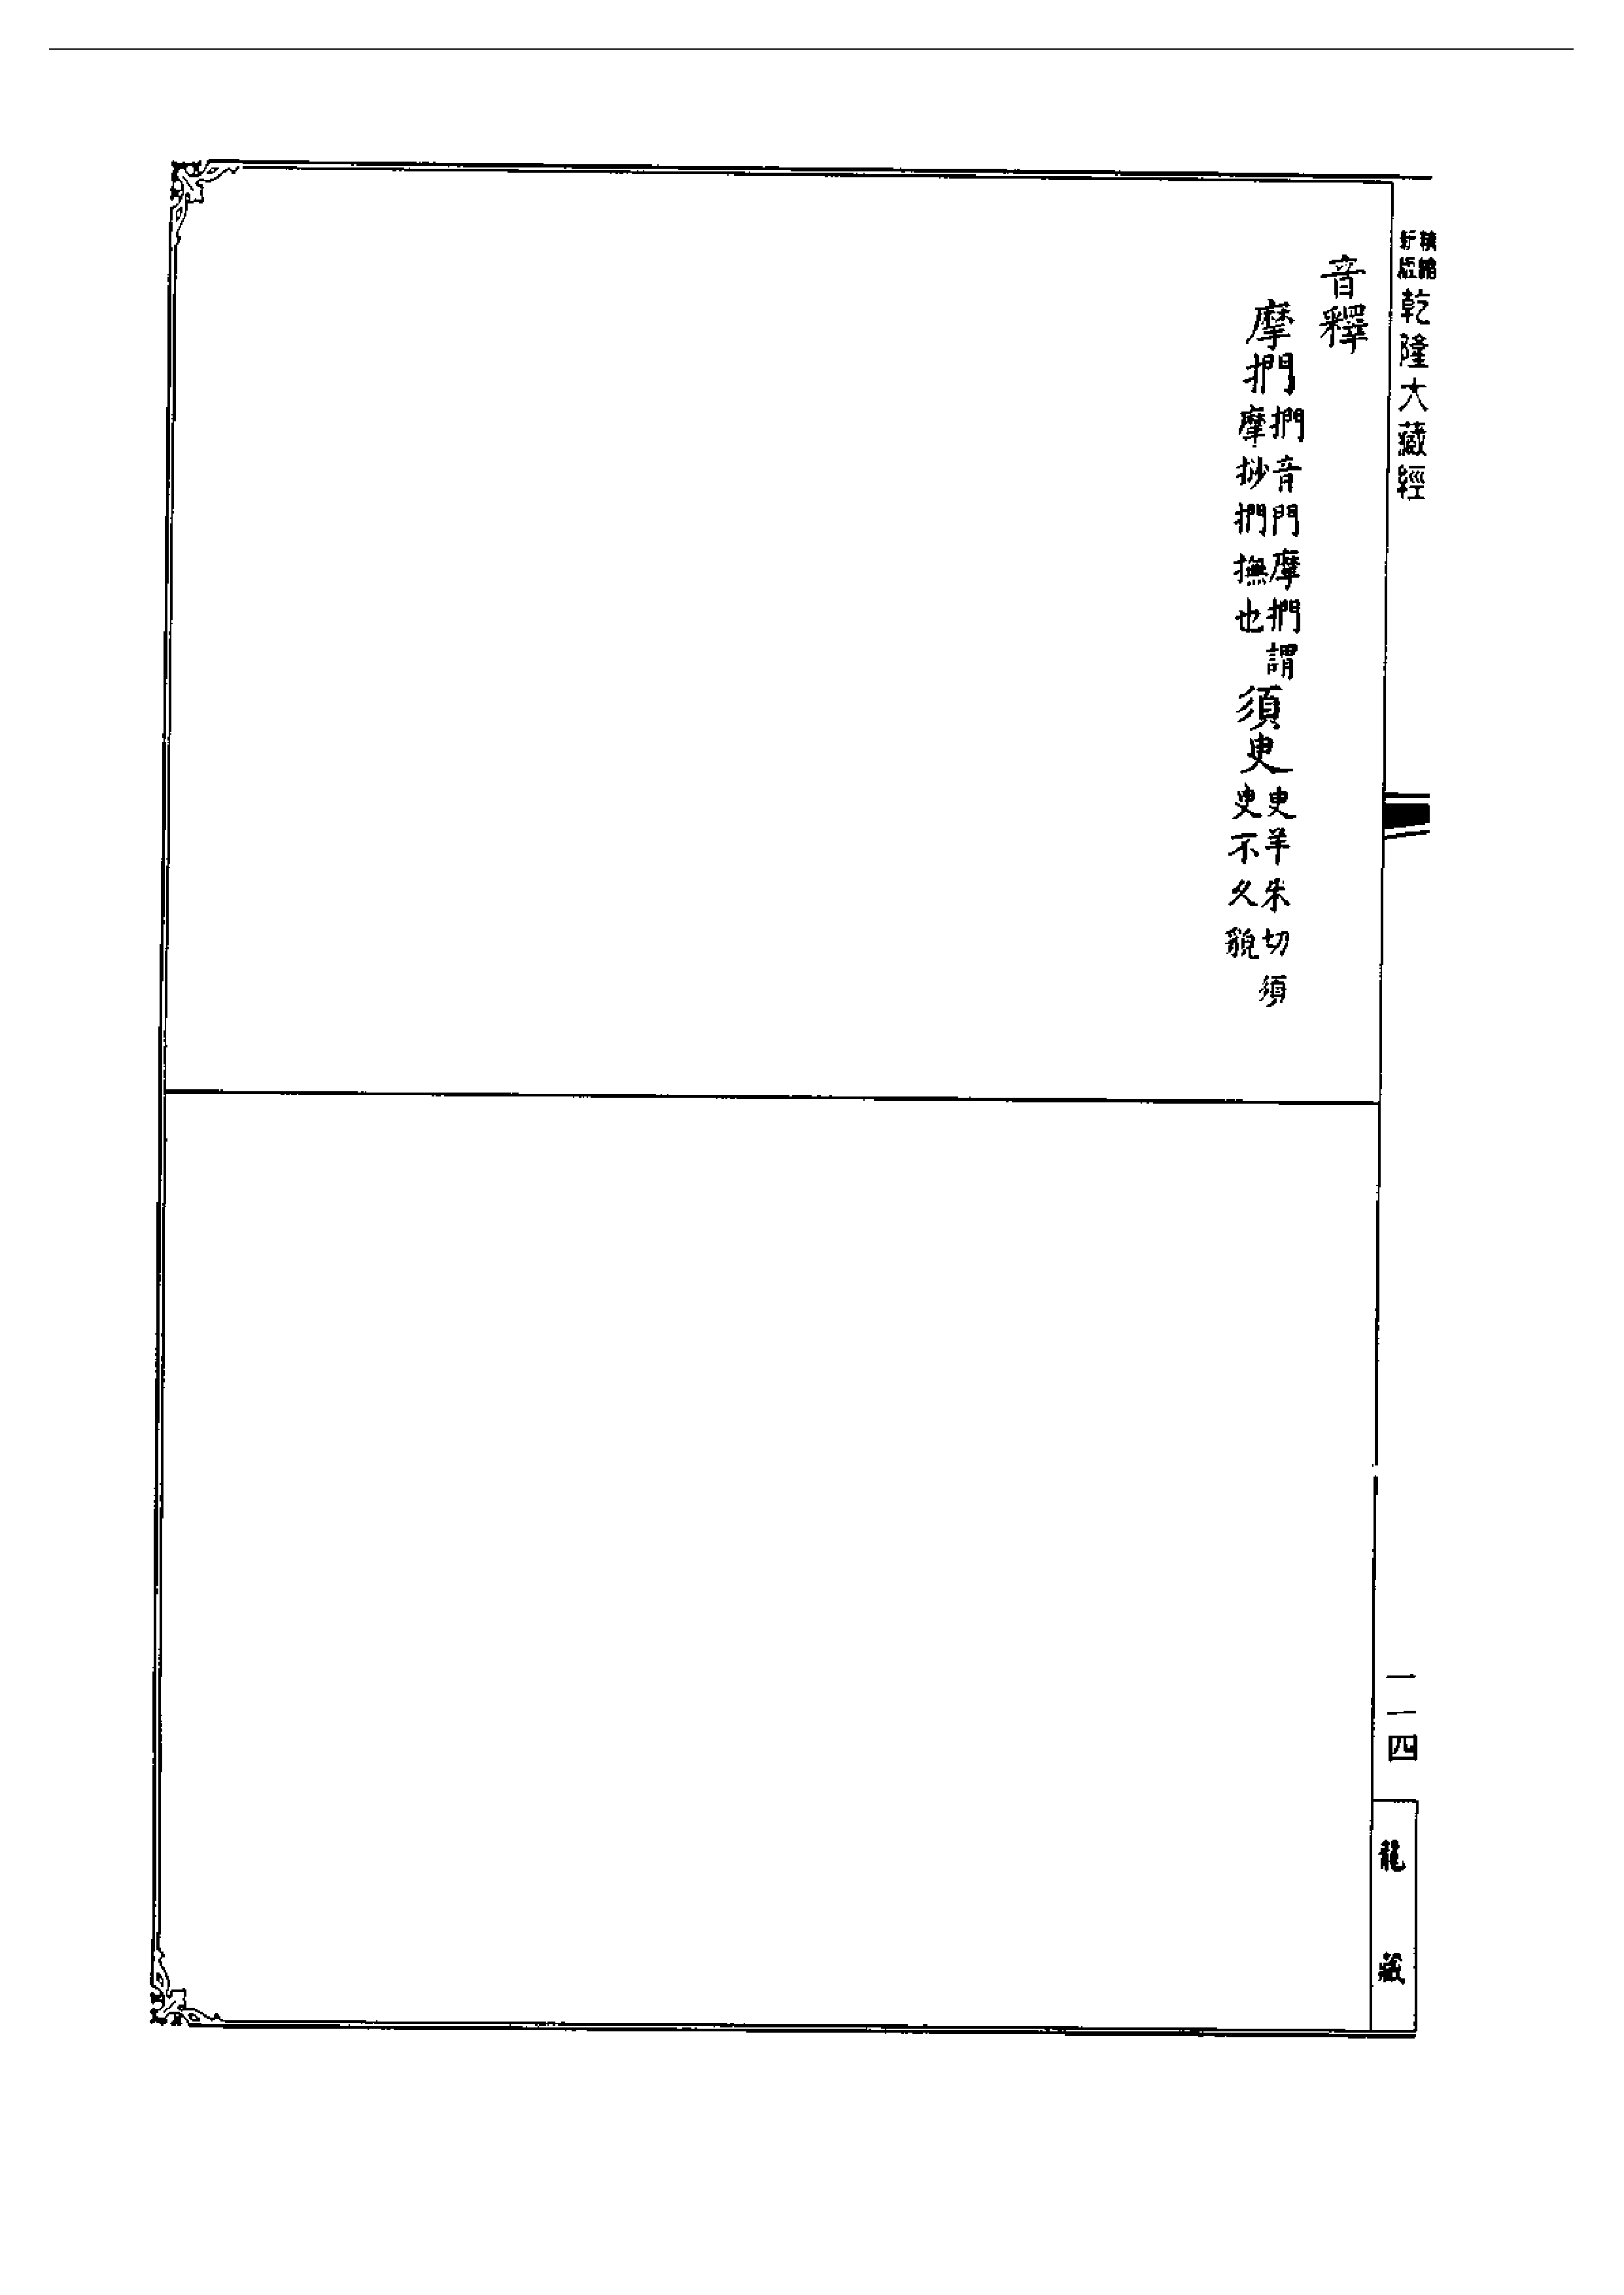 精縮新版 乾隆大藏經
音釋
摩捫 捫音門摩捫謂摩抄捫撫也 須臾 臾羊朱切須臾不久貌
一一四
龍藏